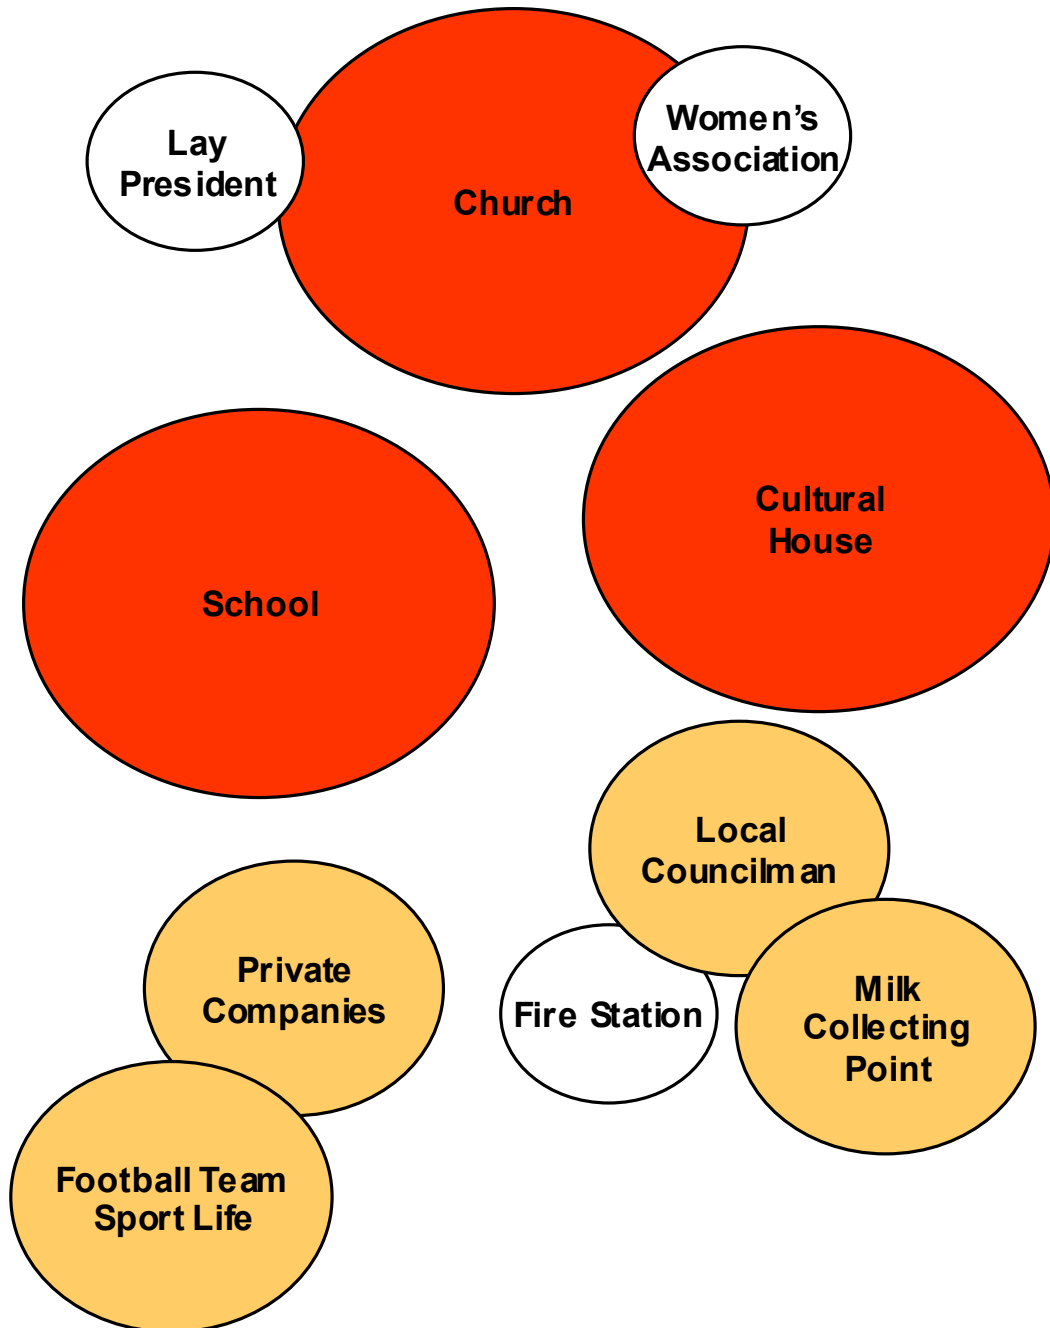 Lay
President
Women's
Association
Church
Cultural
House
School
Local
Councilman
Private
Companies
Fire Station
Milk
Collecting
Point
Football Team
Sport Life